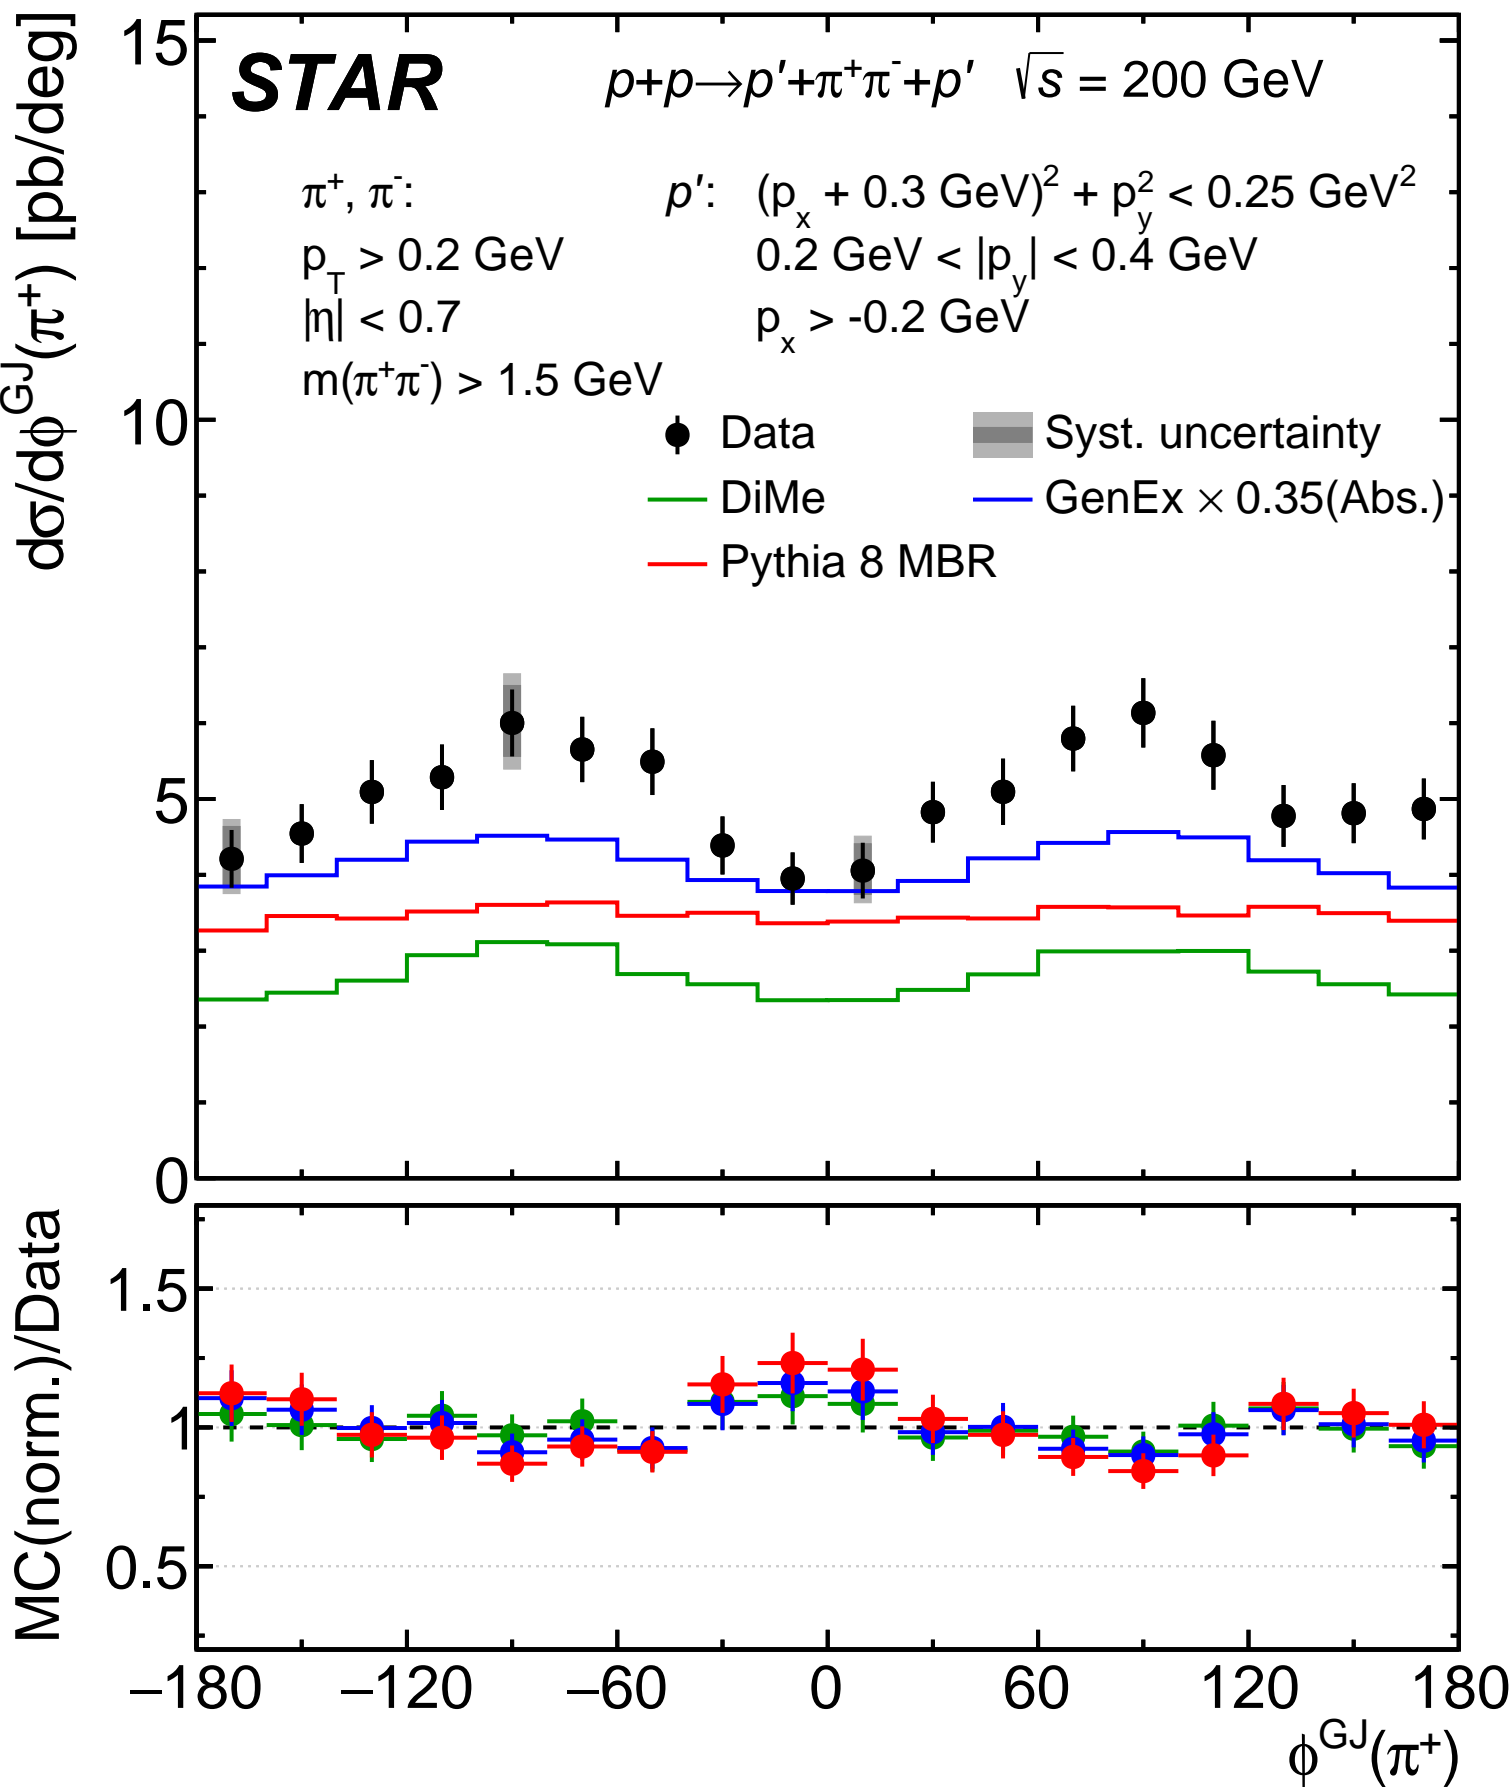 STAR p+p→p′+π⁺π⁻+p′ √s = 200 GeV
π⁺, π⁻: p′: (pₓ + 0.3 GeV)² + p_y² < 0.25 GeV²
p_T > 0.2 GeV 0.2 GeV < |p_y| < 0.4 GeV
|η| < 0.7 pₓ > -0.2 GeV
m(π⁺π⁻) > 1.5 GeV
Data Syst. uncertainty
DiMe GenEx × 0.35(Abs.)
Pythia 8 MBR
dσ/dϕ^GJ(π⁺) [pb/deg]
15
10
5
0
MC(norm.)/Data
1.5
1
0.5
−180 −120 −60 0 60 120 180
ϕ^GJ(π⁺)